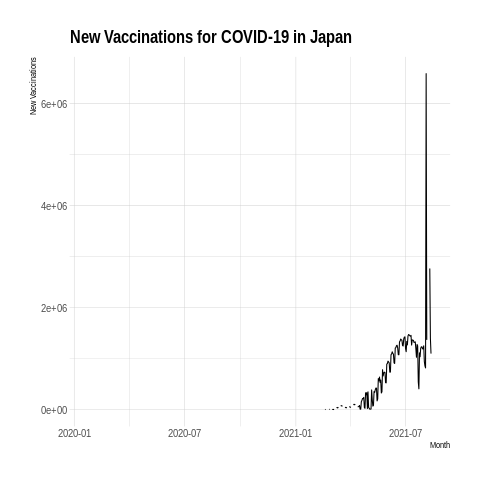 New Vaccinations for COVID-19 in Japan
New Vaccinations
6e+06
4e+06
2e+06
0e+00
2020-01 2020-07 2021-01 2021-07
Month